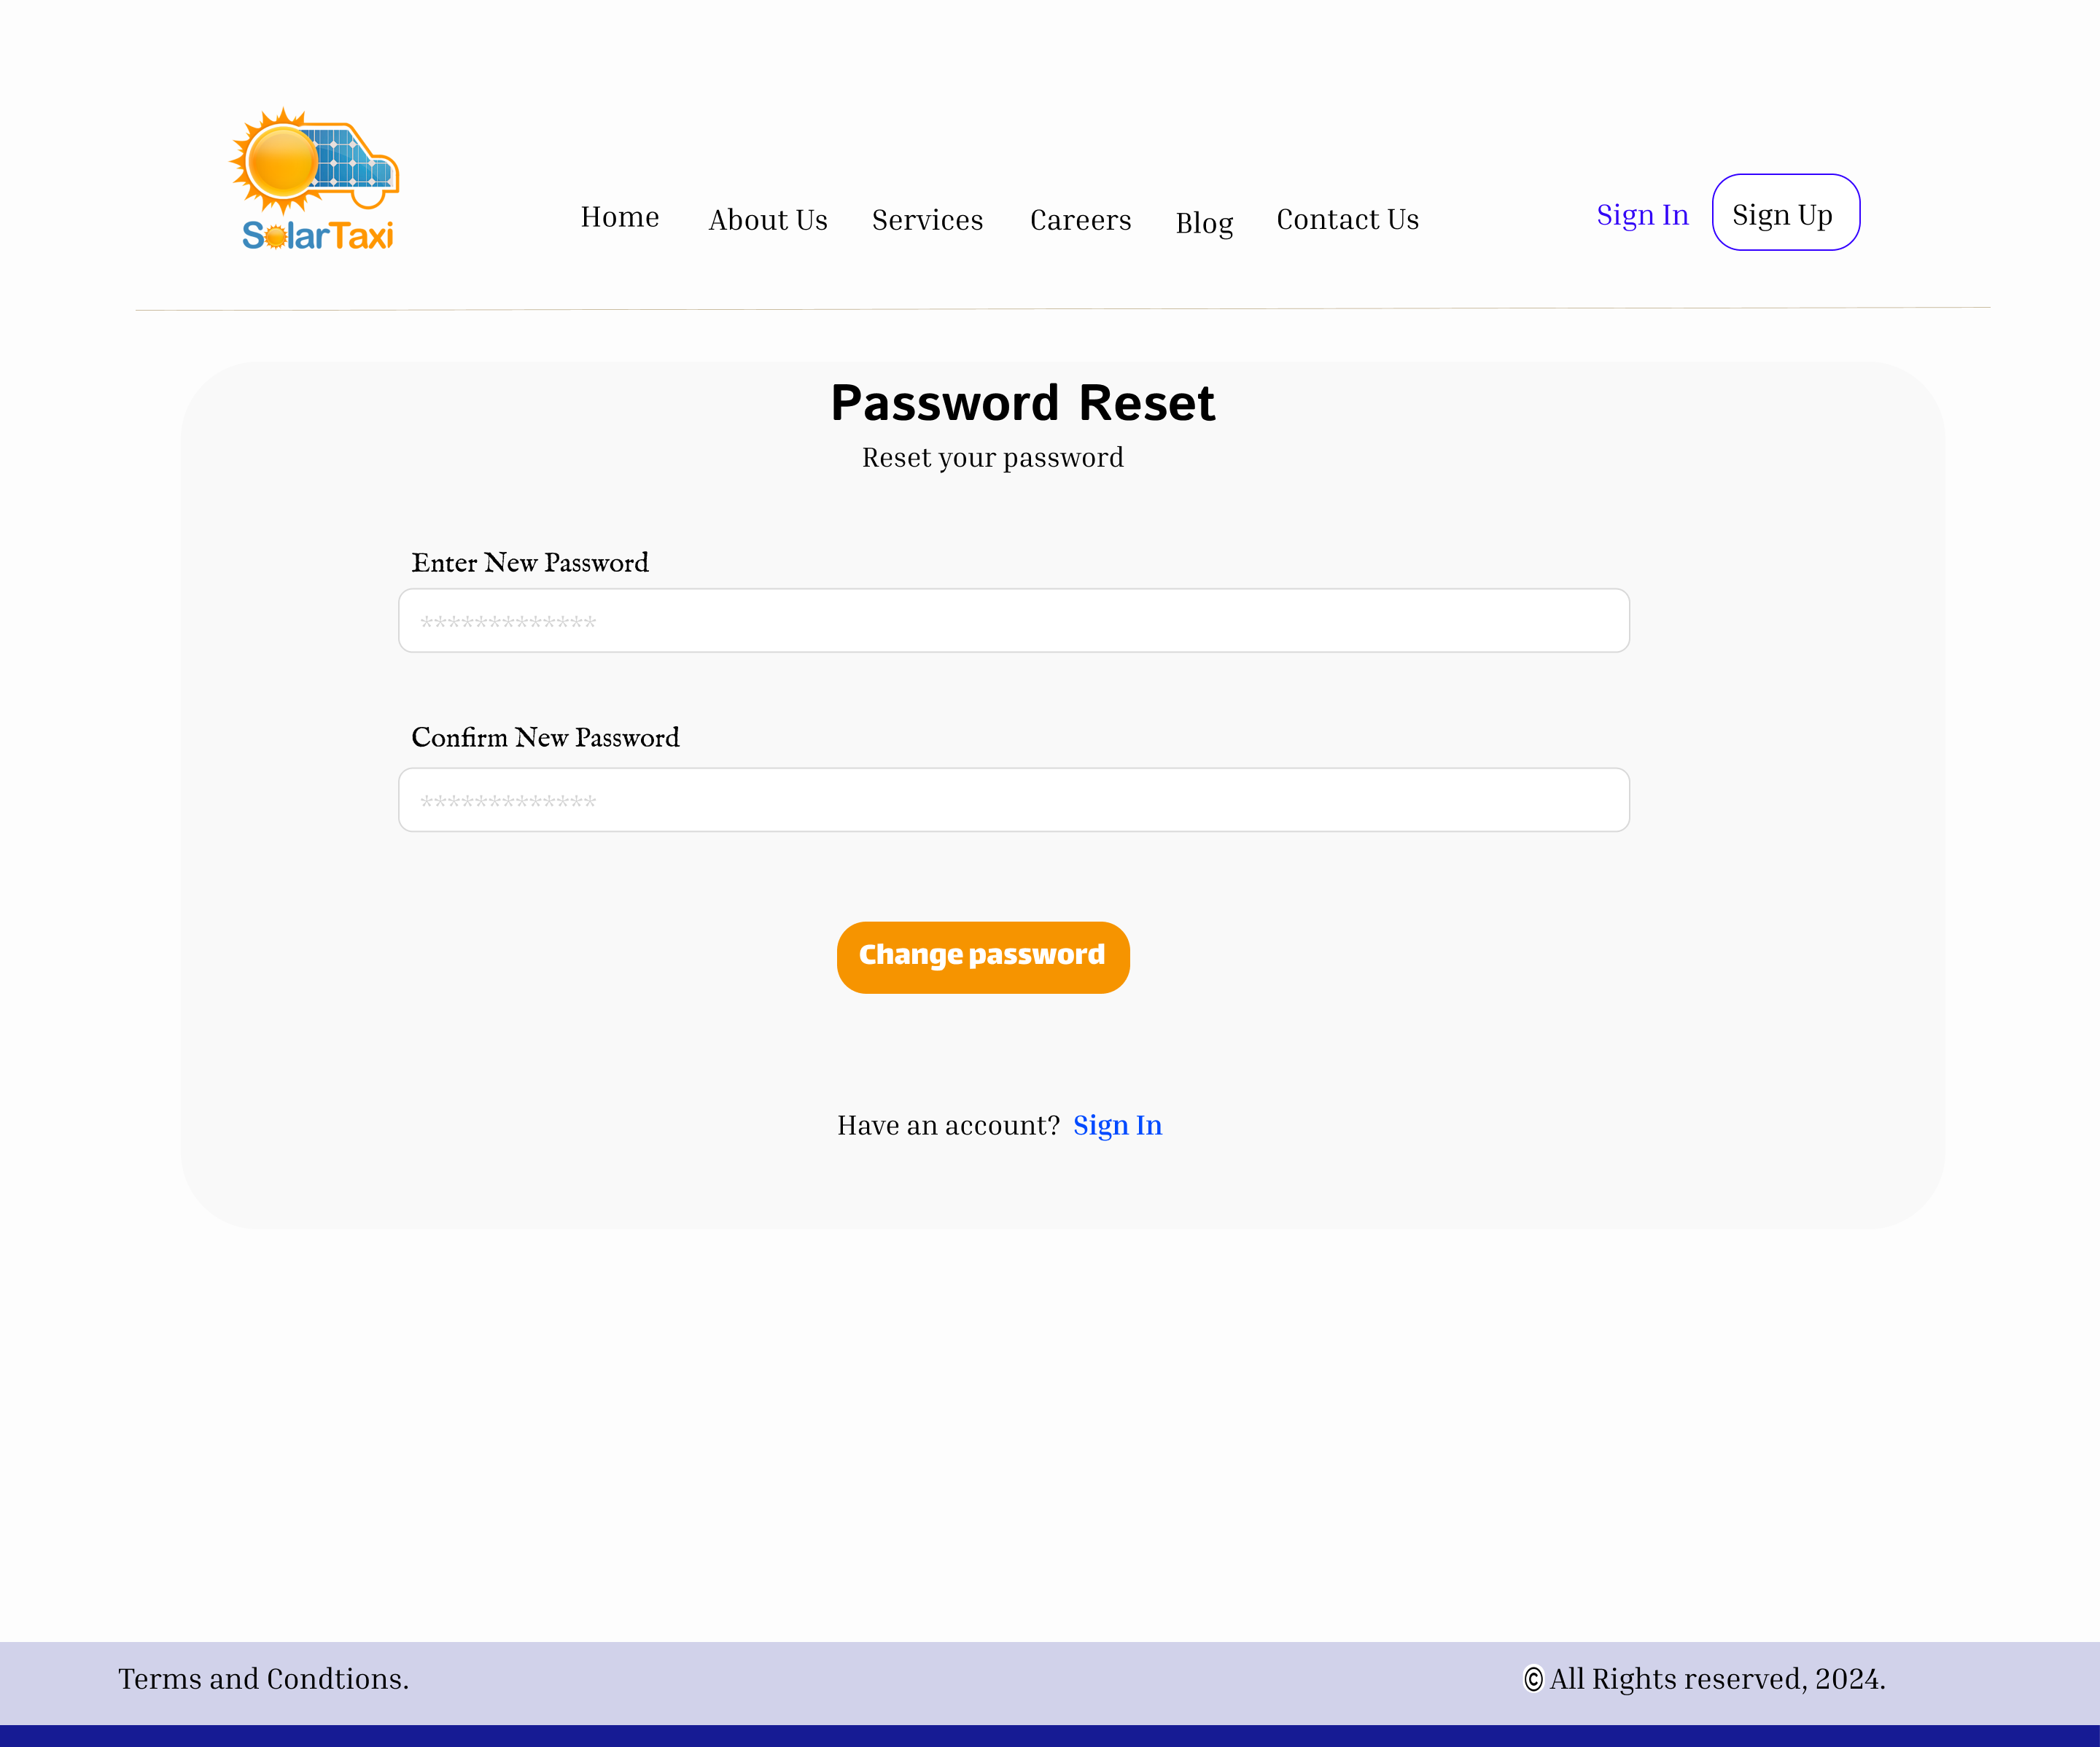 SolarTaxi
Home About Us Services Careers Blog Contact Us Sign In Sign Up
Password Reset
Reset your password
Enter New Password
*************
Confirm New Password
*************
Change password
Have an account? Sign In
Terms and Condtions. © All Rights reserved, 2024.